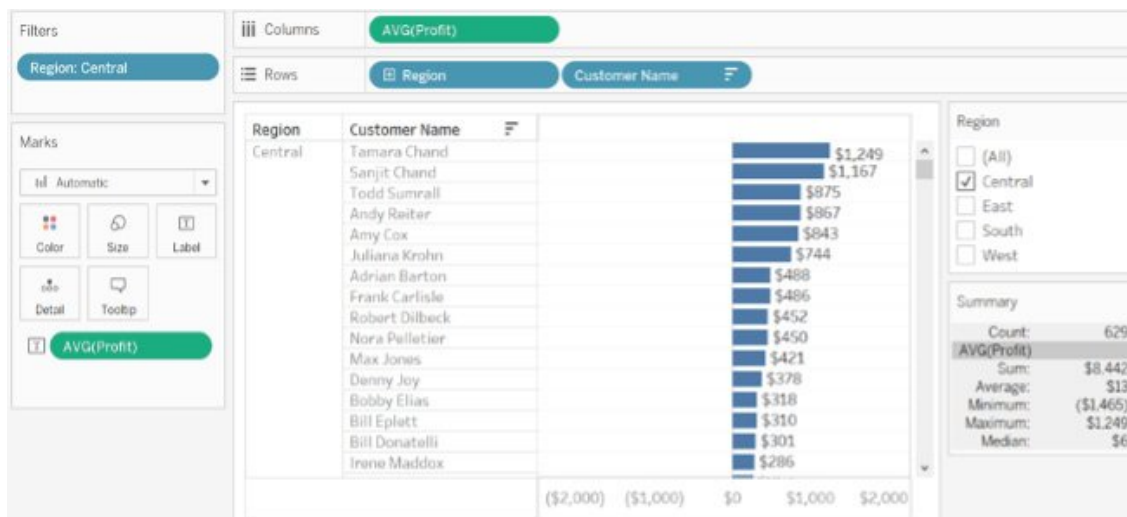 Filters
Region: Central
Columns
AVG(Profit)
Rows
Region
Customer Name
Marks
Automatic
Color
Size
Label
Detail
Tooltip
AVG(Profit)
Region Customer Name
Central Tamara Chand $1,249
Sanjit Chand $1,167
Todd Sumrall $875
Andy Reiter $867
Amy Cox $843
Juliana Krohn $744
Adrian Barton $488
Frank Carlisle $486
Robert Dilbeck $452
Nora Pelletier $450
Max Jones $421
Denny Joy $378
Bobby Elias $318
Bill Eplett $310
Bill Donatelli $301
Irene Maddox $286
($2,000) ($1,000) $0 $1,000 $2,000
Region
(All)
Central
East
South
West
Summary
Count: 629
AVG(Profit)
Sum: $8,442
Average: $13
Minimum: ($1,465)
Maximum: $1,249
Median: $6